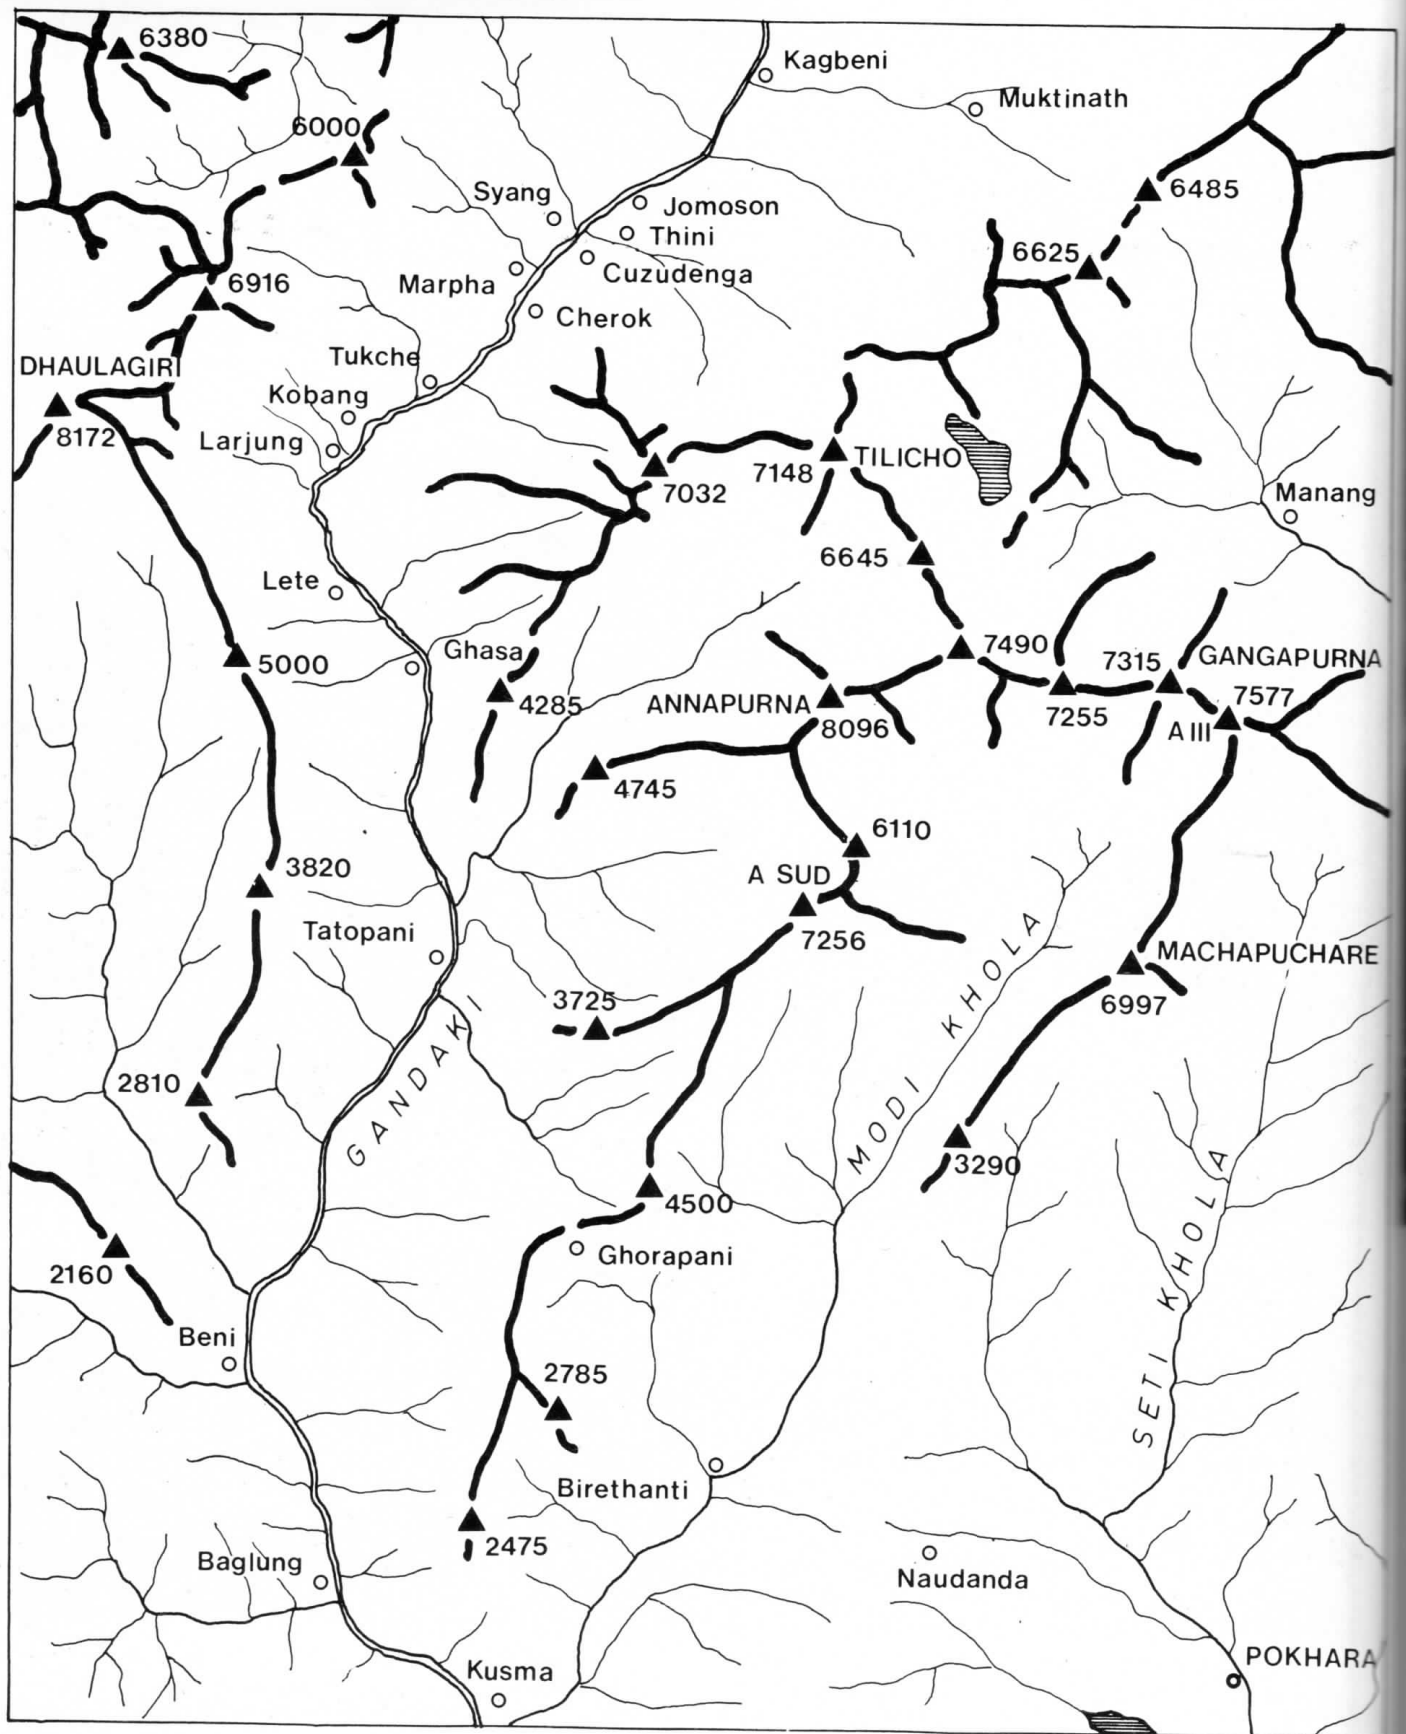 6380
Kagbeni
Muktinath
6000
Syang
Jomoson
6485
Thini
6625
Marpha
Cuzudenga
6916
Cherok
DHAULAGIRI
Tukche
Kobang
8172
Larjung
7032
7148
TILICHO
Manang
6645
Lete
5000
Ghasa
7490
7315
GANGAPURNA
4285
ANNAPURNA
8096
7255
7577
A III
4745
6110
3820
A SUD
7256
Tatopani
MACHAPUCHARE
6997
3725
GANDAKI
MODI KHOLA
2810
3290
4500
SETI KHOLA
Ghorapani
2160
Beni
2785
Birethanti
2475
Baglung
Naudanda
Kusma
POKHARA